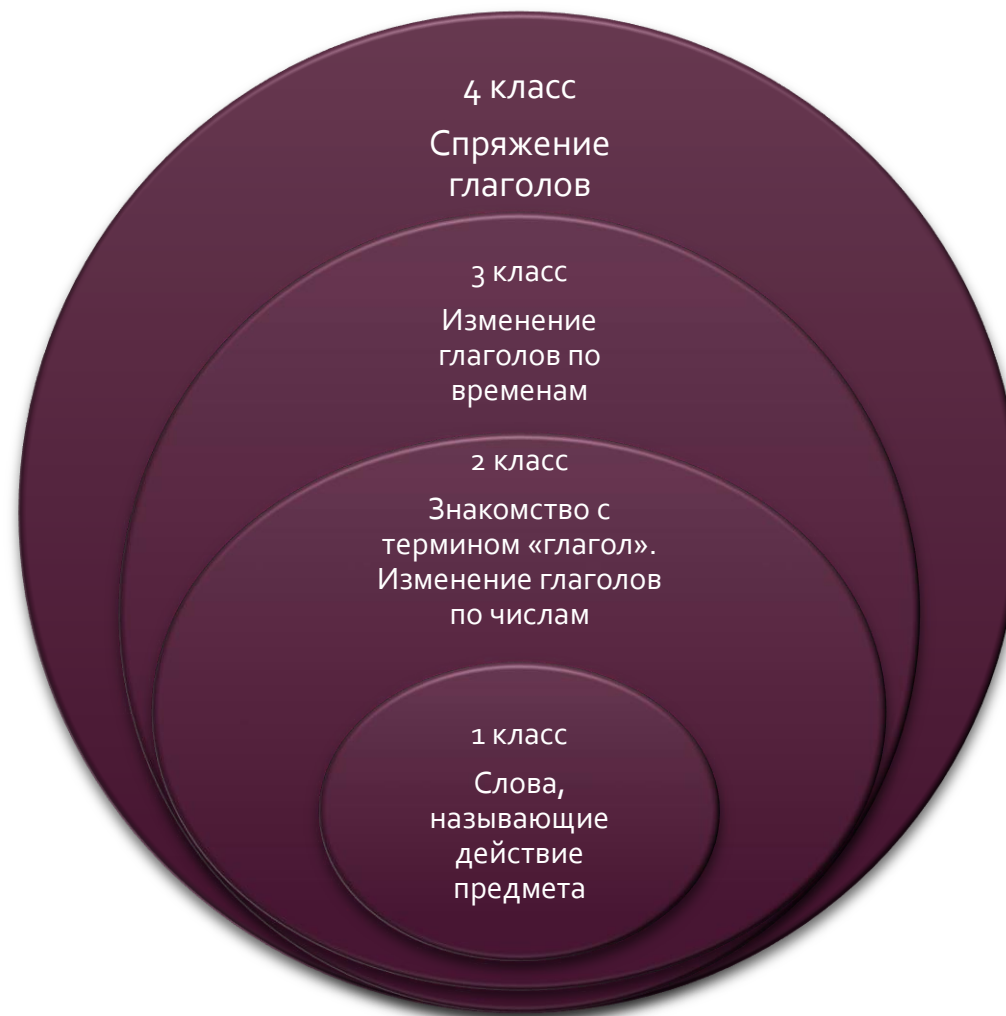 4 класс
Спряжение
глаголов
3 класс
Изменение
глаголов по
временам
2 класс
Знакомство с
термином «глагол».
Изменение глаголов
по числам
1 класс
Слова,
называющие
действие
предмета